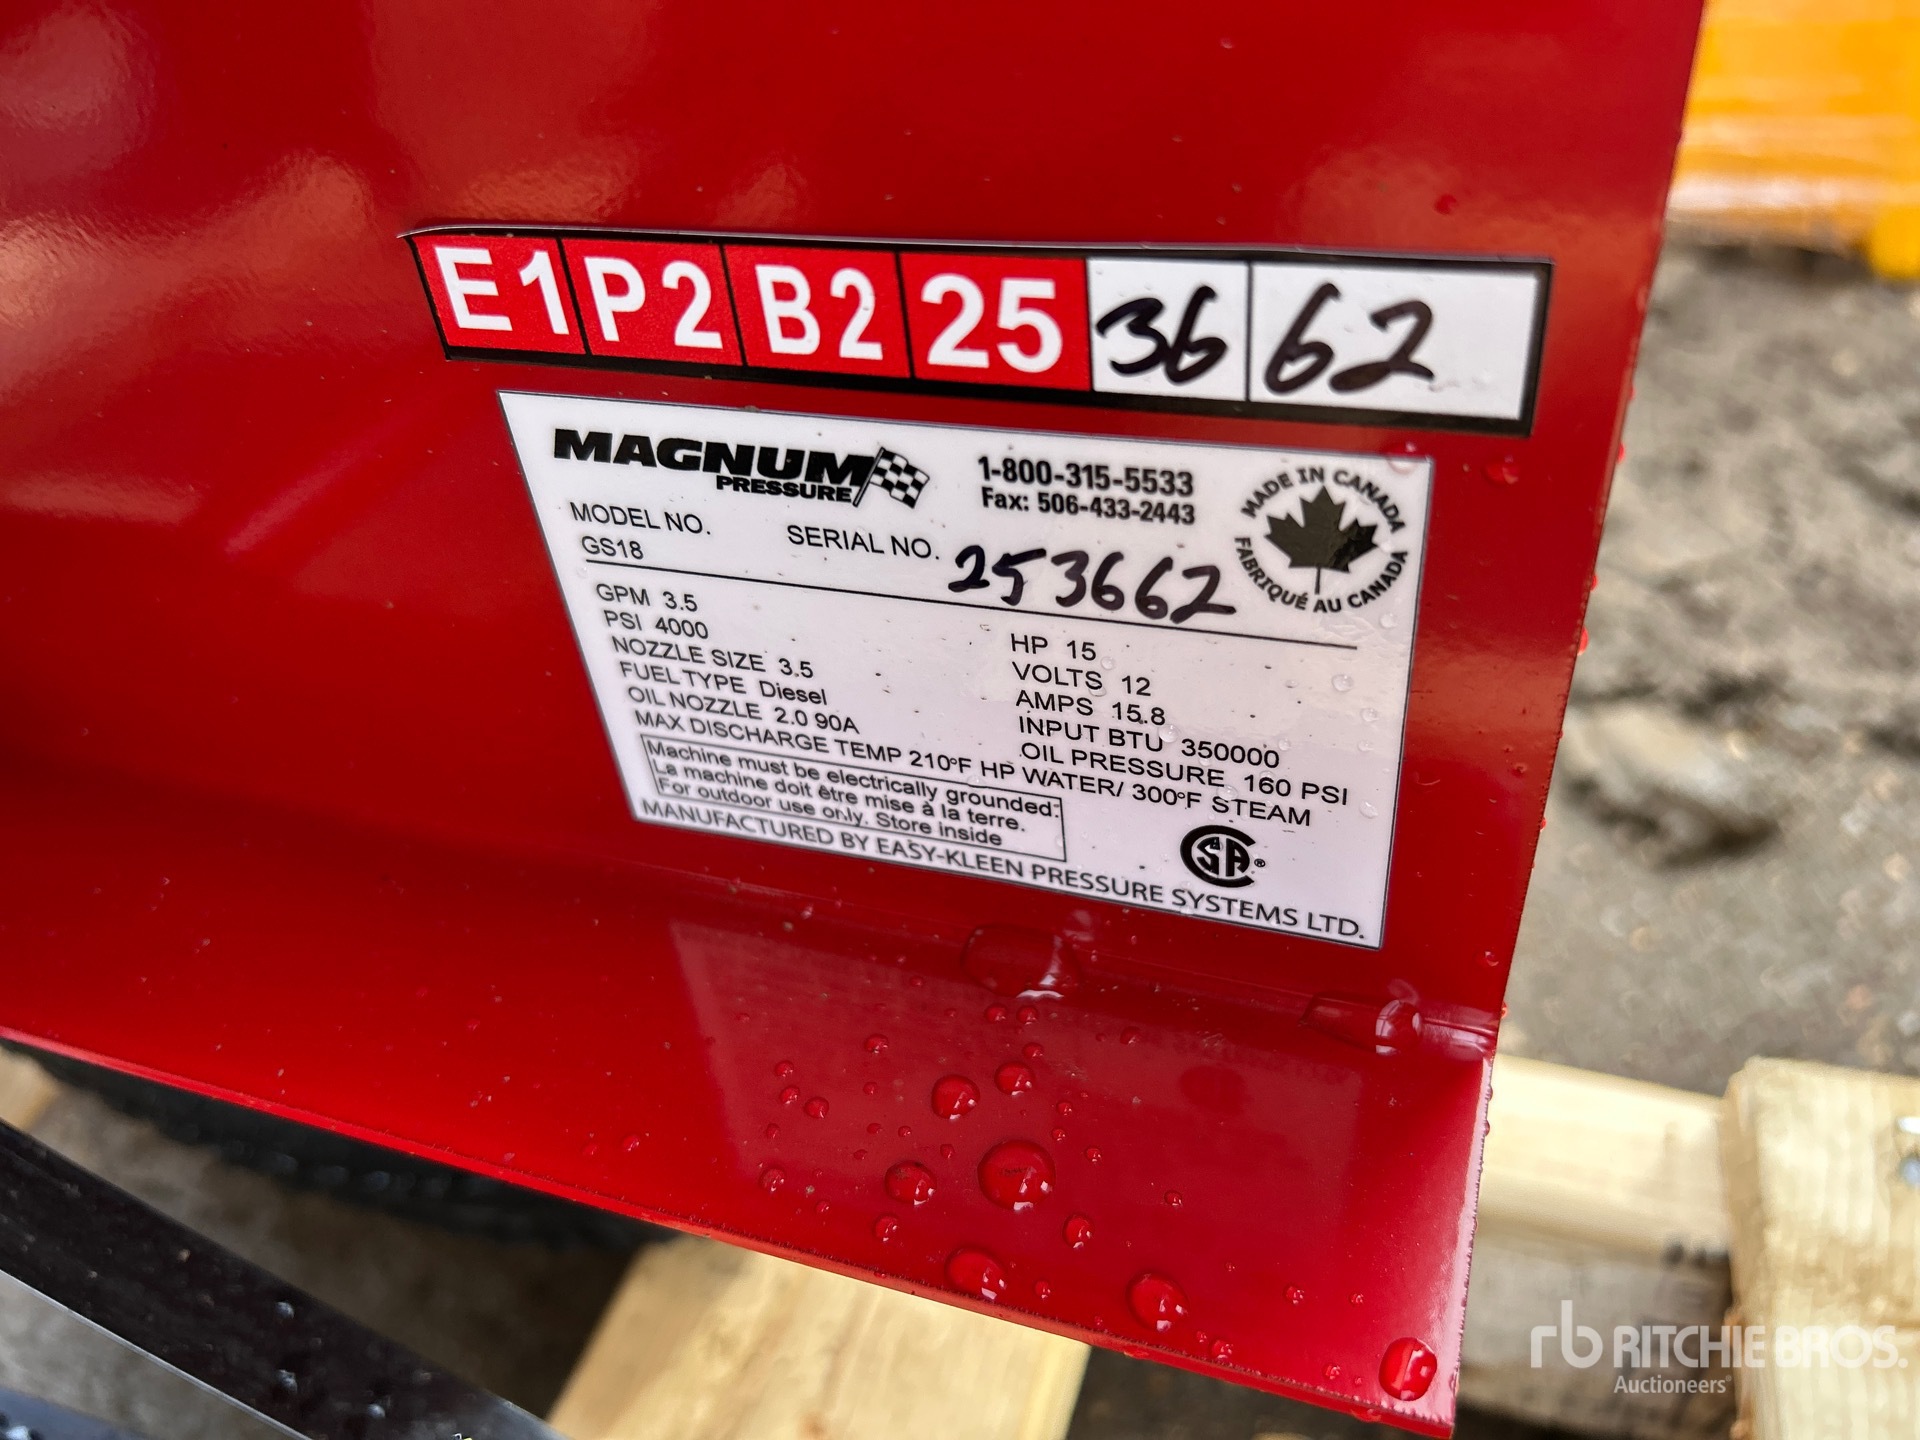 E1 P2 B2 25 36 62
MAGNUM
PRESSURE
1-800-315-5533
Fax: 506-433-2443
MADE IN CANADA
FABRIQUÉ AU CANADA
MODEL NO.
GS18
SERIAL NO. 253662
GPM 3.5
PSI 4000
NOZZLE SIZE 3.5
FUEL TYPE Diesel
OIL NOZZLE 2.0 90A
HP 15
VOLTS 12
AMPS 15.8
INPUT BTU 350000
OIL PRESSURE 160 PSI
MAX DISCHARGE TEMP 210°F HP WATER/ 300°F STEAM
Machine must be electrically grounded.
La machine doit être mise à la terre.
For outdoor use only. Store inside
CSA®
MANUFACTURED BY EASY-KLEEN PRESSURE SYSTEMS LTD.
rb RITCHIE BROS.
Auctioneers